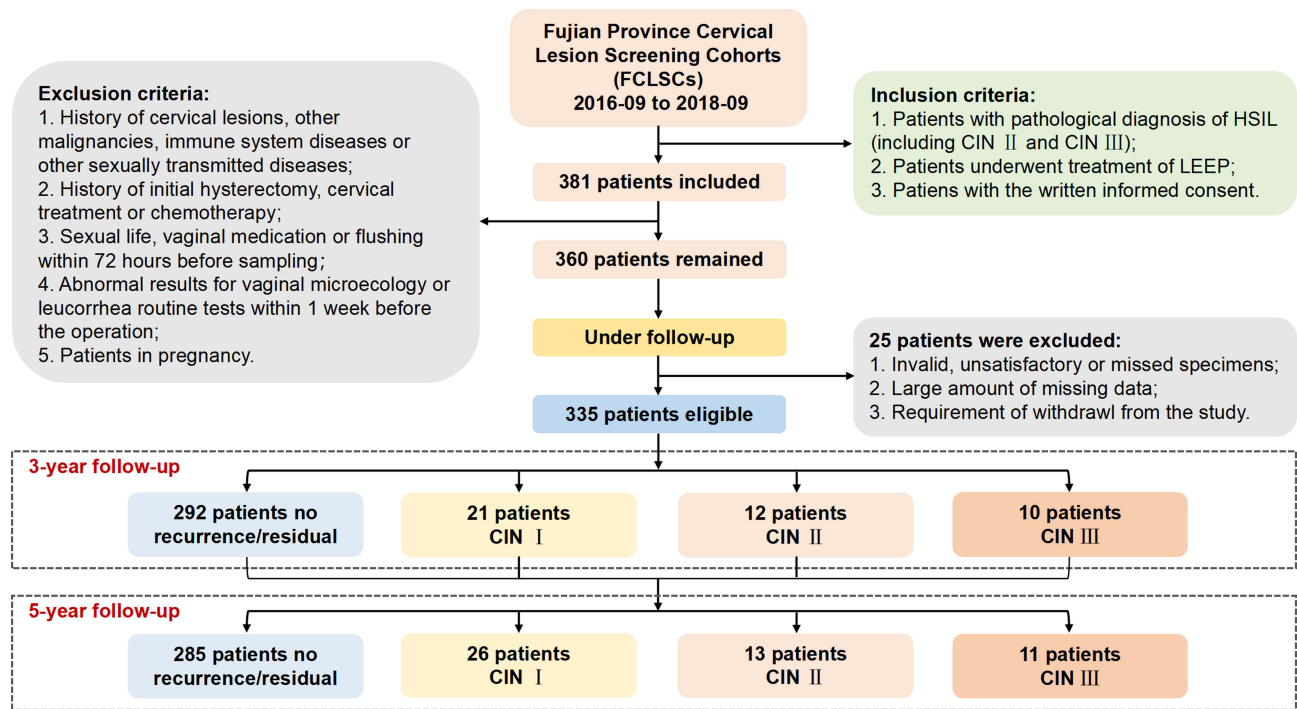 Fujian Province Cervical
Lesion Screening Cohorts
(FCLSCs)
2016-09 to 2018-09
Inclusion criteria:
1. Patients with pathological diagnosis of HSIL
(including CIN Ⅱ and CIN Ⅲ);
2. Patients underwent treatment of LEEP;
3. Patiens with the written informed consent.
381 patients included
Exclusion criteria:
1. History of cervical lesions, other
malignancies, immune system diseases or
other sexually transmitted diseases;
2. History of initial hysterectomy, cervical
treatment or chemotherapy;
3. Sexual life, vaginal medication or flushing
within 72 hours before sampling;
4. Abnormal results for vaginal microecology or
leucorrhea routine tests within 1 week before
the operation;
5. Patients in pregnancy.
360 patients remained
Under follow-up
25 patients were excluded:
1. Invalid, unsatisfactory or missed specimens;
2. Large amount of missing data;
3. Requirement of withdrawl from the study.
335 patients eligible
3-year follow-up
292 patients no
recurrence/residual
21 patients
CIN Ⅰ
12 patients
CIN Ⅱ
10 patients
CIN Ⅲ
5-year follow-up
285 patients no
recurrence/residual
26 patients
CIN Ⅰ
13 patients
CIN Ⅱ
11 patients
CIN Ⅲ